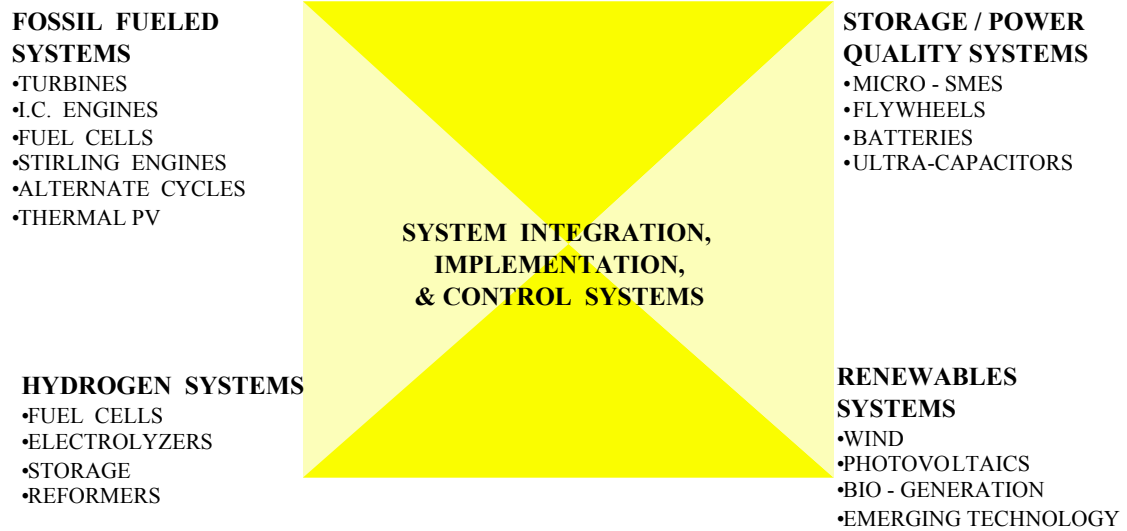 FOSSIL FUELED
SYSTEMS
•TURBINES
•I.C. ENGINES
•FUEL CELLS
•STIRLING ENGINES
•ALTERNATE CYCLES
•THERMAL PV
STORAGE / POWER
QUALITY SYSTEMS
•MICRO - SMES
•FLYWHEELS
•BATTERIES
•ULTRA-CAPACITORS
SYSTEM INTEGRATION,
IMPLEMENTATION,
& CONTROL SYSTEMS
HYDROGEN SYSTEMS
•FUEL CELLS
•ELECTROLYZERS
•STORAGE
•REFORMERS
RENEWABLES
SYSTEMS
•WIND
•PHOTOVOLTAICS
•BIO - GENERATION
•EMERGING TECHNOLOGY